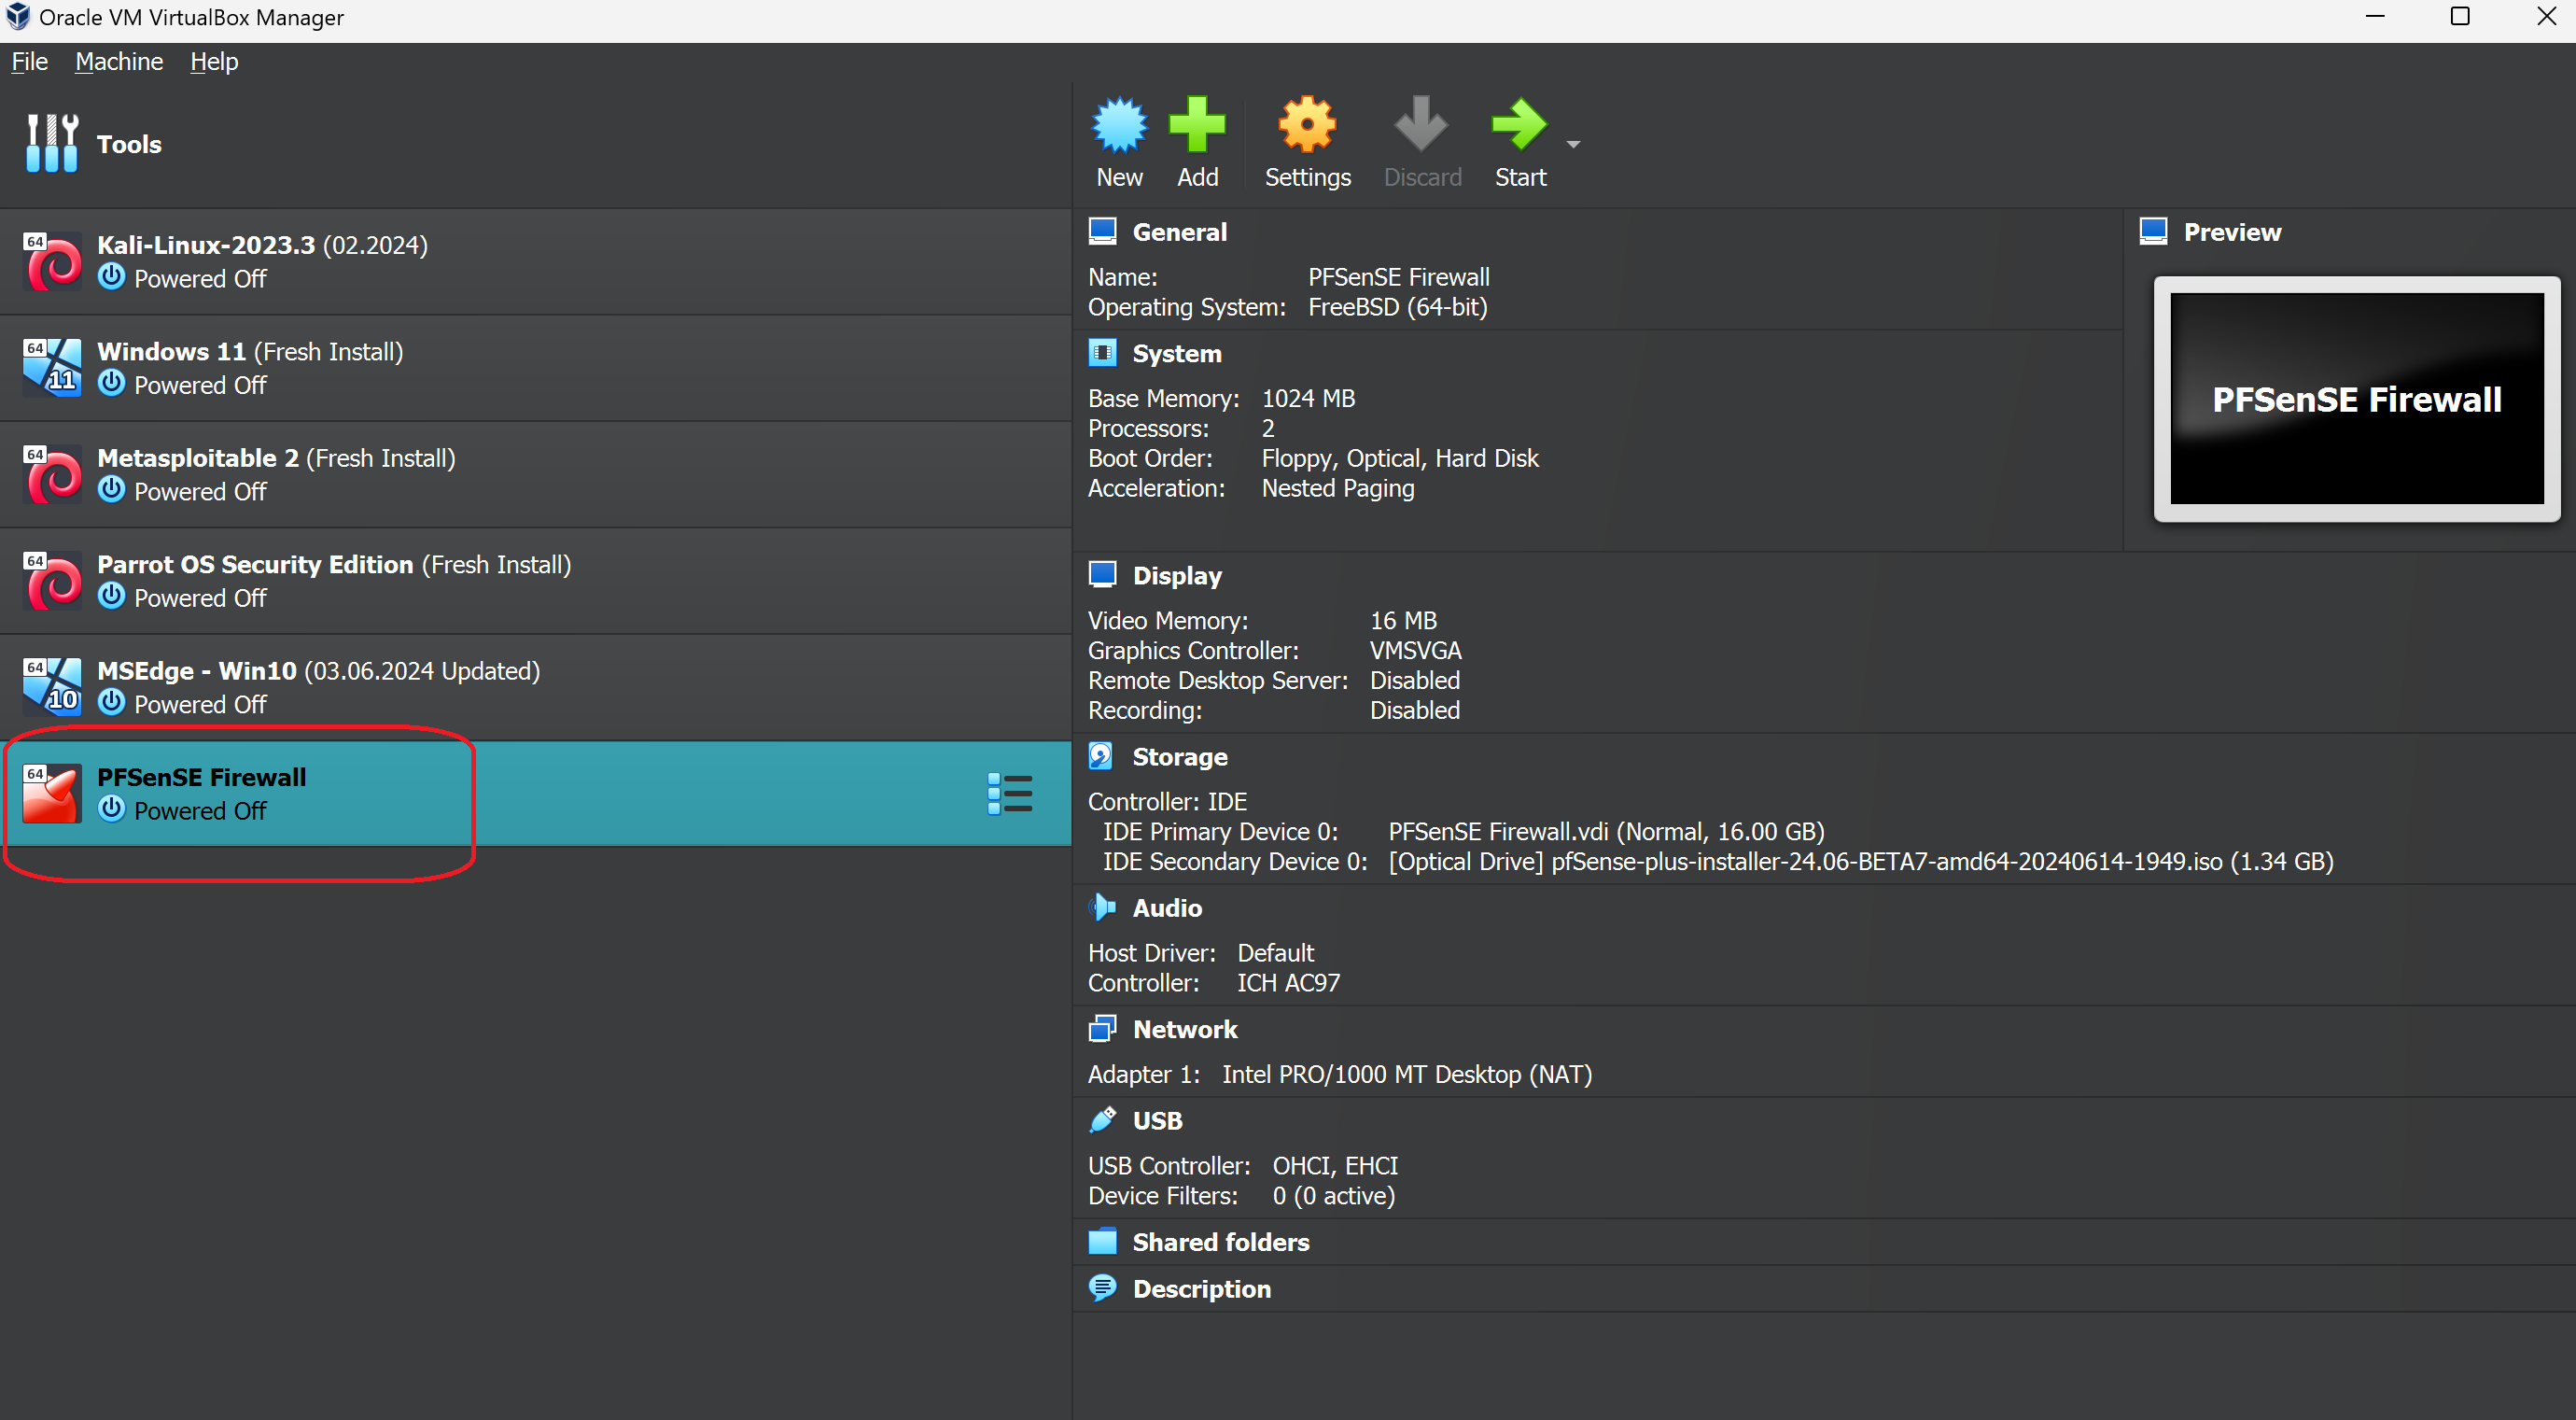 Oracle VM VirtualBox Manager
File Machine Help
Tools
New Add Settings Discard Start
64 Kali-Linux-2023.3 (02.2024)
Powered Off
64 Windows 11 (Fresh Install)
11 Powered Off
64 Metasploitable 2 (Fresh Install)
Powered Off
64 Parrot OS Security Edition (Fresh Install)
Powered Off
64 MSEdge - Win10 (03.06.2024 Updated)
10 Powered Off
64 PFSenSE Firewall
Powered Off
General
Name: PFSenSE Firewall
Operating System: FreeBSD (64-bit)
System
Base Memory: 1024 MB
Processors: 2
Boot Order: Floppy, Optical, Hard Disk
Acceleration: Nested Paging
Preview
PFSenSE Firewall
Display
Video Memory: 16 MB
Graphics Controller: VMSVGA
Remote Desktop Server: Disabled
Recording: Disabled
Storage
Controller: IDE
IDE Primary Device 0: PFSenSE Firewall.vdi (Normal, 16.00 GB)
IDE Secondary Device 0: [Optical Drive] pfSense-plus-installer-24.06-BETA7-amd64-20240614-1949.iso (1.34 GB)
Audio
Host Driver: Default
Controller: ICH AC97
Network
Adapter 1: Intel PRO/1000 MT Desktop (NAT)
USB
USB Controller: OHCI, EHCI
Device Filters: 0 (0 active)
Shared folders
Description